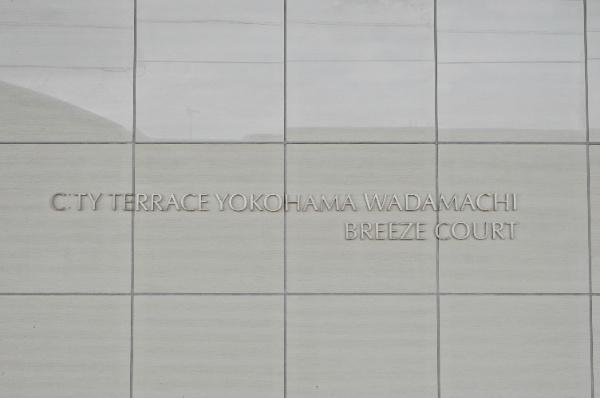 CITY TERRACE YOKOHAMA WADAMACHI
BREEZE COURT